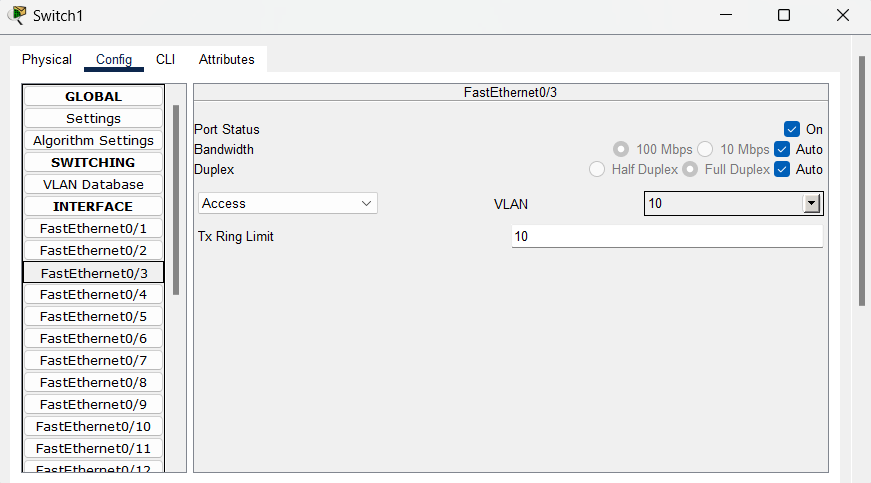 Switch1
Physical Config CLI Attributes
GLOBAL
Settings
Algorithm Settings
SWITCHING
VLAN Database
INTERFACE
FastEthernet0/1
FastEthernet0/2
FastEthernet0/3
FastEthernet0/4
FastEthernet0/5
FastEthernet0/6
FastEthernet0/7
FastEthernet0/8
FastEthernet0/9
FastEthernet0/10
FastEthernet0/11
FastEthernet0/12
FastEthernet0/3
Port Status On
Bandwidth 100 Mbps 10 Mbps Auto
Duplex Half Duplex Full Duplex Auto
Access VLAN 10
Tx Ring Limit 10